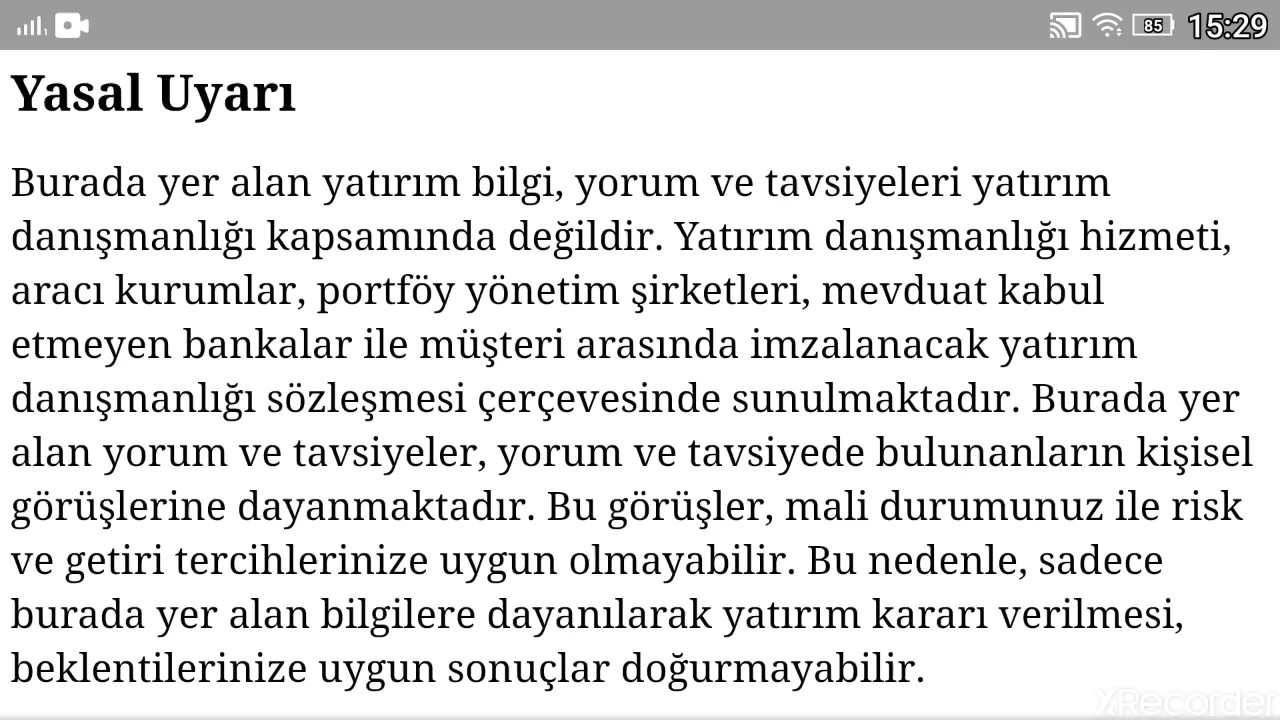 85 15:29
Yasal Uyarı
Burada yer alan yatırım bilgi, yorum ve tavsiyeleri yatırım
danışmanlığı kapsamında değildir. Yatırım danışmanlığı hizmeti,
aracı kurumlar, portföy yönetim şirketleri, mevduat kabul
etmeyen bankalar ile müşteri arasında imzalanacak yatırım
danışmanlığı sözleşmesi çerçevesinde sunulmaktadır. Burada yer
alan yorum ve tavsiyeler, yorum ve tavsiyede bulunanların kişisel
görüşlerine dayanmaktadır. Bu görüşler, mali durumunuz ile risk
ve getiri tercihlerinize uygun olmayabilir. Bu nedenle, sadece
burada yer alan bilgilere dayanılarak yatırım kararı verilmesi,
beklentilerinize uygun sonuçlar doğurmayabilir.
XRecorder